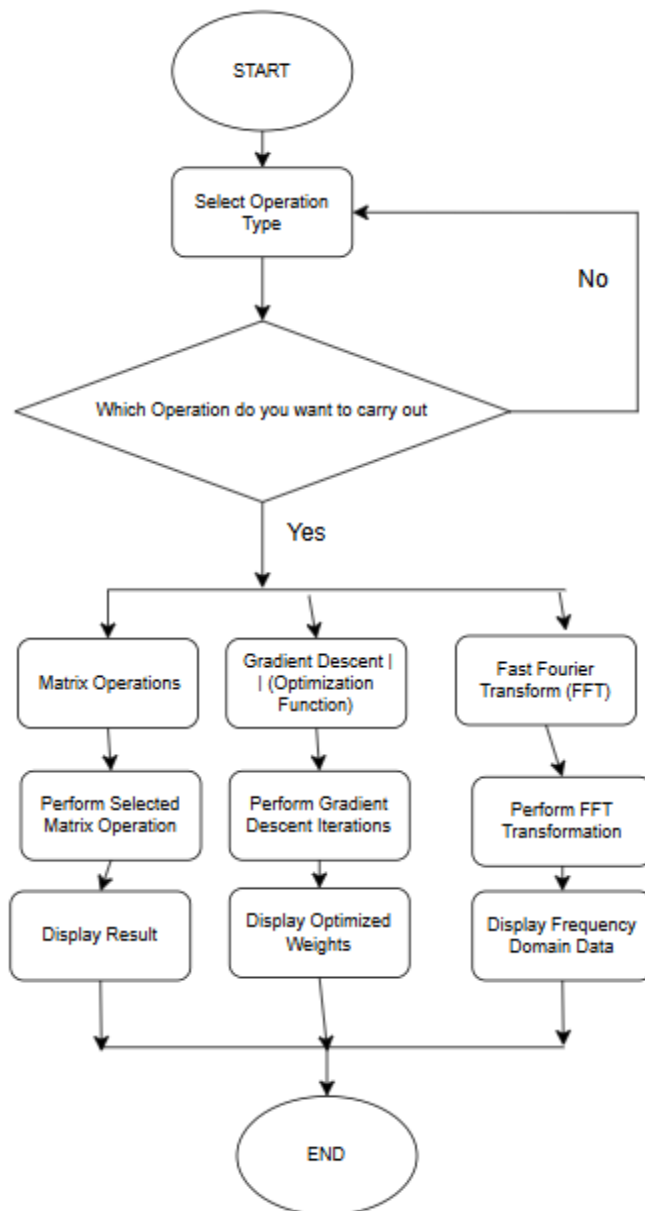 START
Select Operation
Type
No
Which Operation do you want to carry out
Yes
Matrix Operations
Gradient Descent |
| (Optimization
Function)
Fast Fourier
Transform (FFT)
Perform Selected
Matrix Operation
Perform Gradient
Descent Iterations
Perform FFT
Transformation
Display Result
Display Optimized
Weights
Display Frequency
Domain Data
END